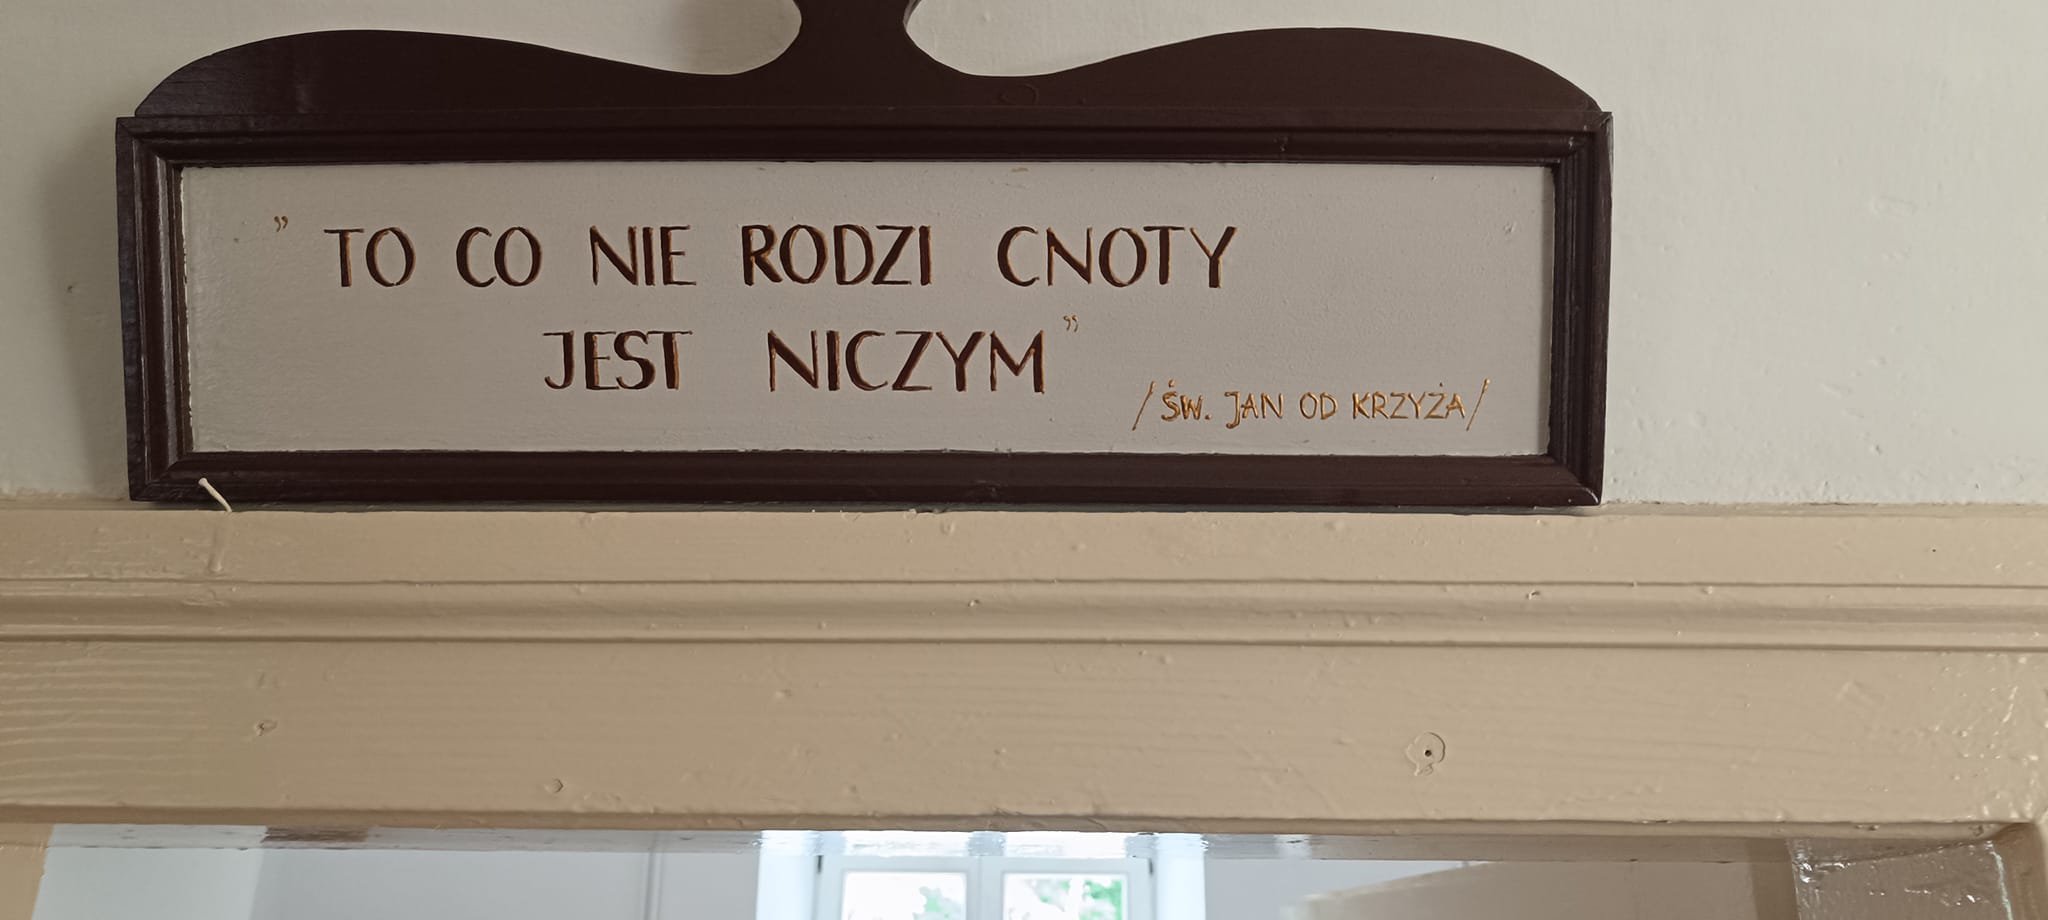 ” TO CO NIE RODZI CNOTY
JEST NICZYM”
/ŚW. JAN OD KRZYŻA/